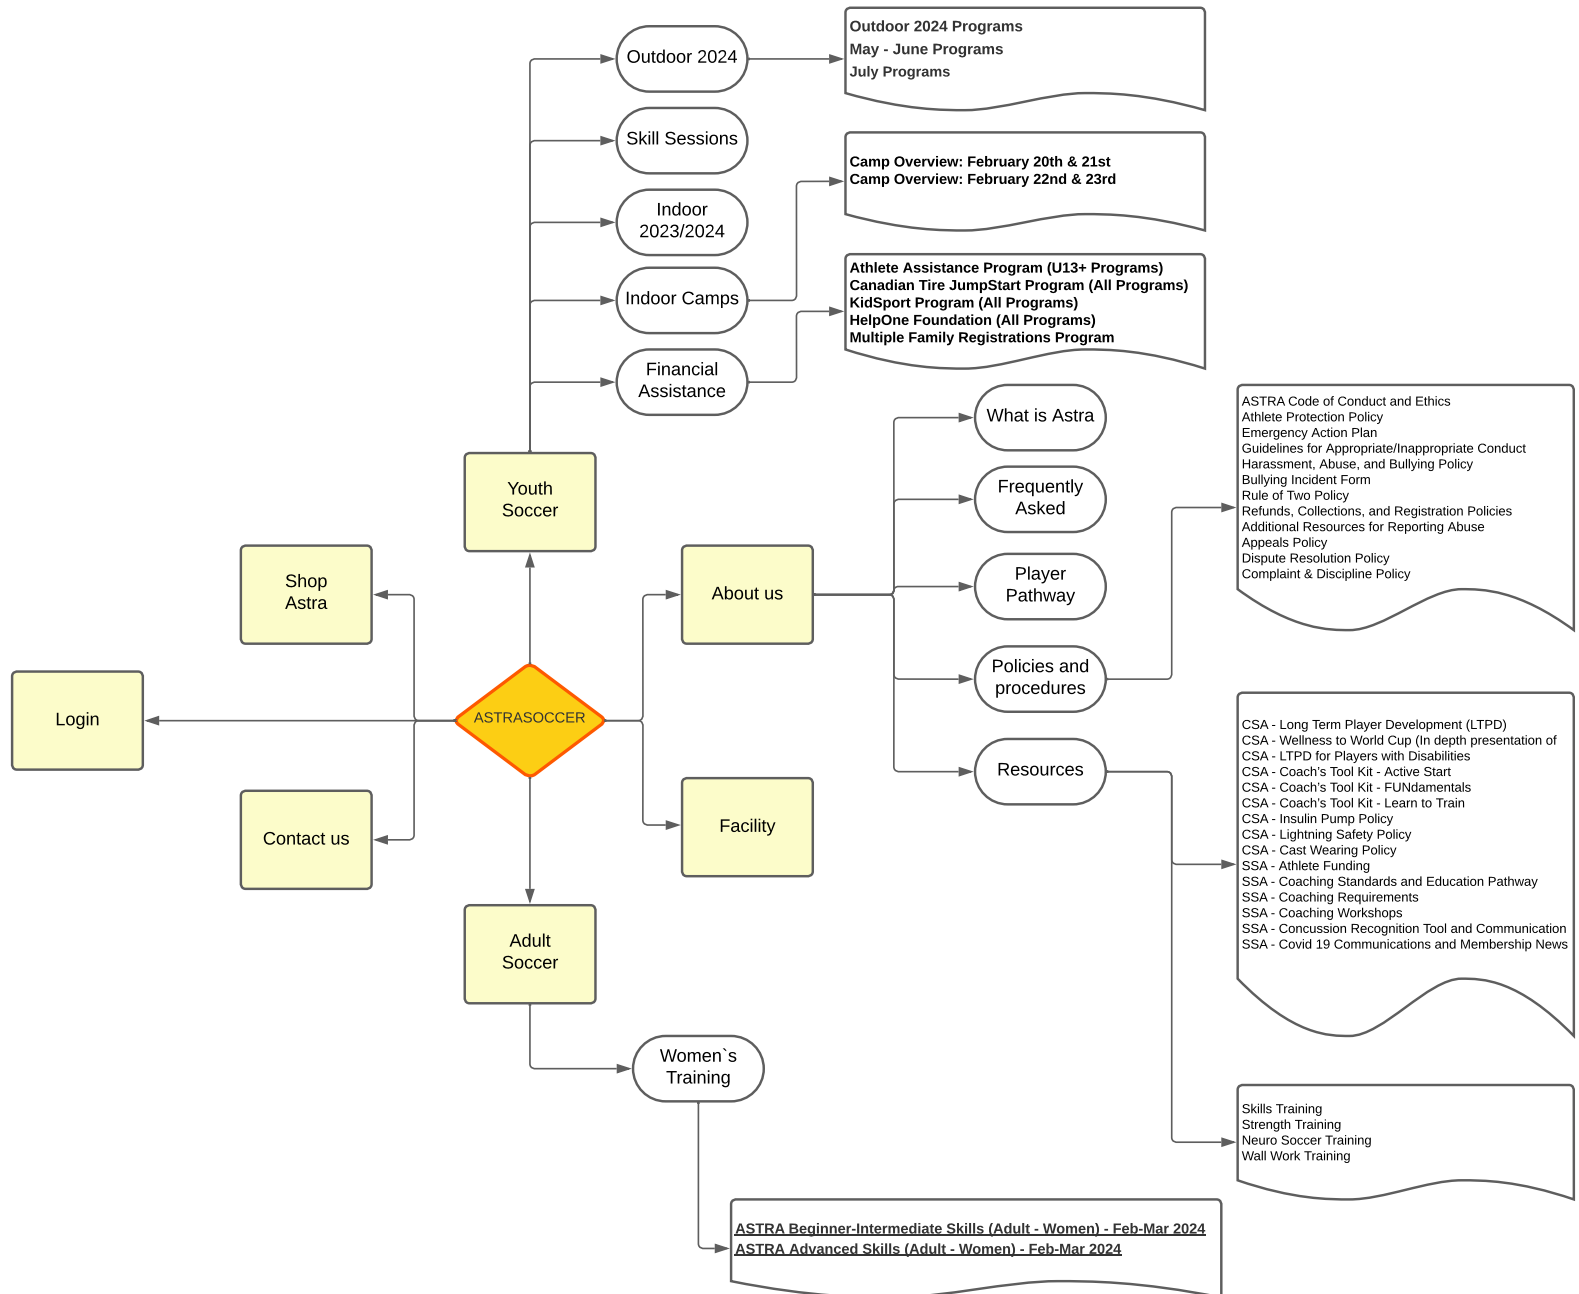 Outdoor 2024
Outdoor 2024 Programs
May - June Programs
July Programs
Skill Sessions
Camp Overview: February 20th & 21st
Camp Overview: February 22nd & 23rd
Indoor
2023/2024
Indoor Camps
Athlete Assistance Program (U13+ Programs)
Canadian Tire JumpStart Program (All Programs)
KidSport Program (All Programs)
HelpOne Foundation (All Programs)
Multiple Family Registrations Program
Financial
Assistance
What is Astra
ASTRA Code of Conduct and Ethics
Athlete Protection Policy
Emergency Action Plan
Guidelines for Appropriate/Inappropriate Conduct
Harassment, Abuse, and Bullying Policy
Bullying Incident Form
Rule of Two Policy
Refunds, Collections, and Registration Policies
Additional Resources for Reporting Abuse
Appeals Policy
Dispute Resolution Policy
Complaint & Discipline Policy
Youth
Soccer
Frequently
Asked
Shop
Astra
About us
Player
Pathway
Policies and
procedures
Login
ASTRASOCCER
Resources
CSA - Long Term Player Development (LTPD)
CSA - Wellness to World Cup (In depth presentation of
CSA - LTPD for Players with Disabilities
CSA - Coach’s Tool Kit - Active Start
CSA - Coach’s Tool Kit - FUNdamentals
CSA - Coach’s Tool Kit - Learn to Train
CSA - Insulin Pump Policy
CSA - Lightning Safety Policy
CSA - Cast Wearing Policy
SSA - Athlete Funding
SSA - Coaching Standards and Education Pathway
SSA - Coaching Requirements
SSA - Coaching Workshops
SSA - Concussion Recognition Tool and Communication
SSA - Covid 19 Communications and Membership News
Contact us
Facility
Adult
Soccer
Women`s
Training
Skills Training
Strength Training
Neuro Soccer Training
Wall Work Training
ASTRA Beginner-Intermediate Skills (Adult - Women) - Feb-Mar 2024
ASTRA Advanced Skills (Adult - Women) - Feb-Mar 2024